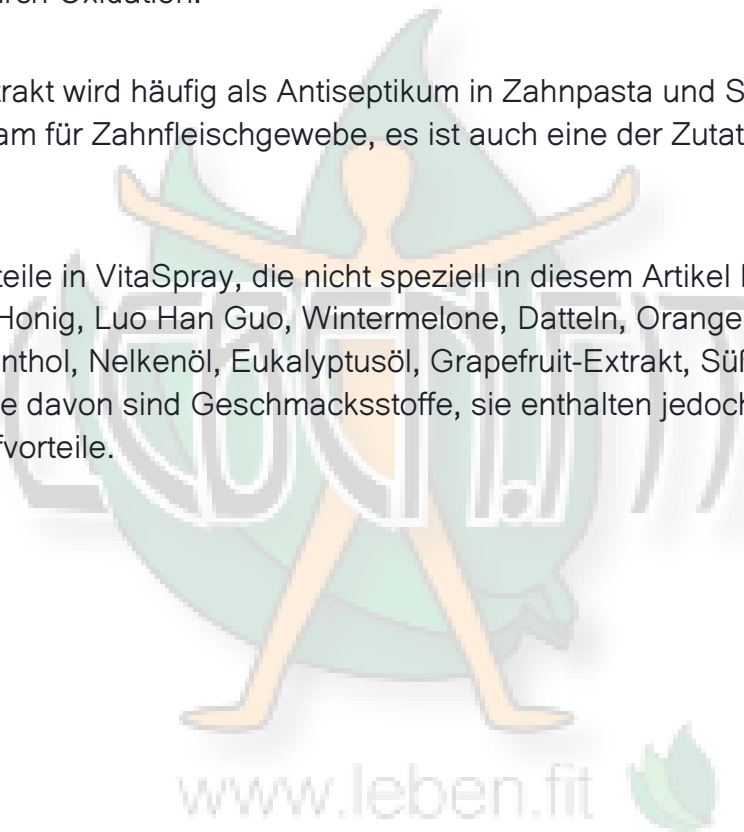 Oxidation.
trakt wird häufig als Antiseptikum in Zahnpasta und S
am für Zahnfleischgewebe, es ist auch eine der Zutat
teile in VitaSpray, die nicht speziell in diesem Artikel
Honig, Luo Han Guo, Wintermelone, Datteln, Orange
nthol, Nelkenöl, Eukalyptusöl, Grapefruit-Extrakt, Süß
e davon sind Geschmacksstoffe, sie enthalten jedoch
fvorteile.
www.leben.fit